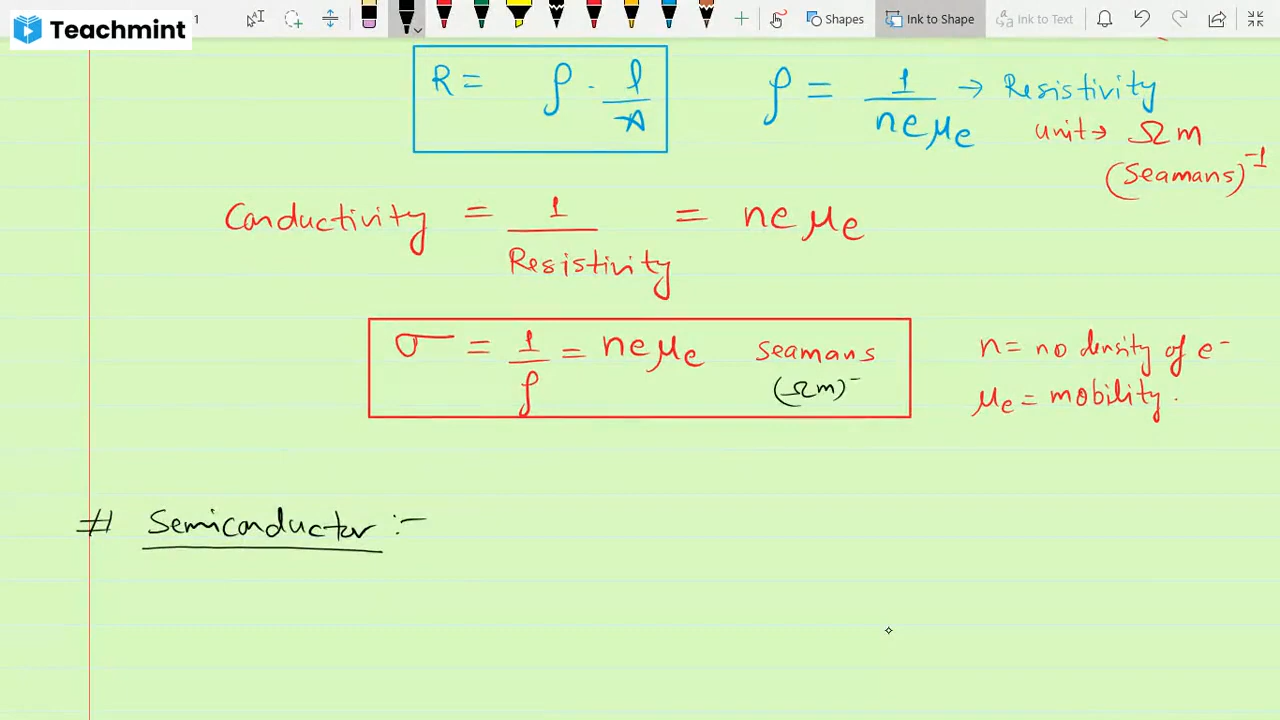 1 Shapes Ink to Shape Ink to Text
Teachmint
R = ρ . l/A ρ = 1/neμe → Resistivity
unit → Ωm
(Seamans)⁻¹
Conductivity = 1/Resistivity = neμe
σ = 1/ρ = neμe seamans
(Ωm)⁻
n = no density of e⁻
μe = mobility.
# Semiconductor :-